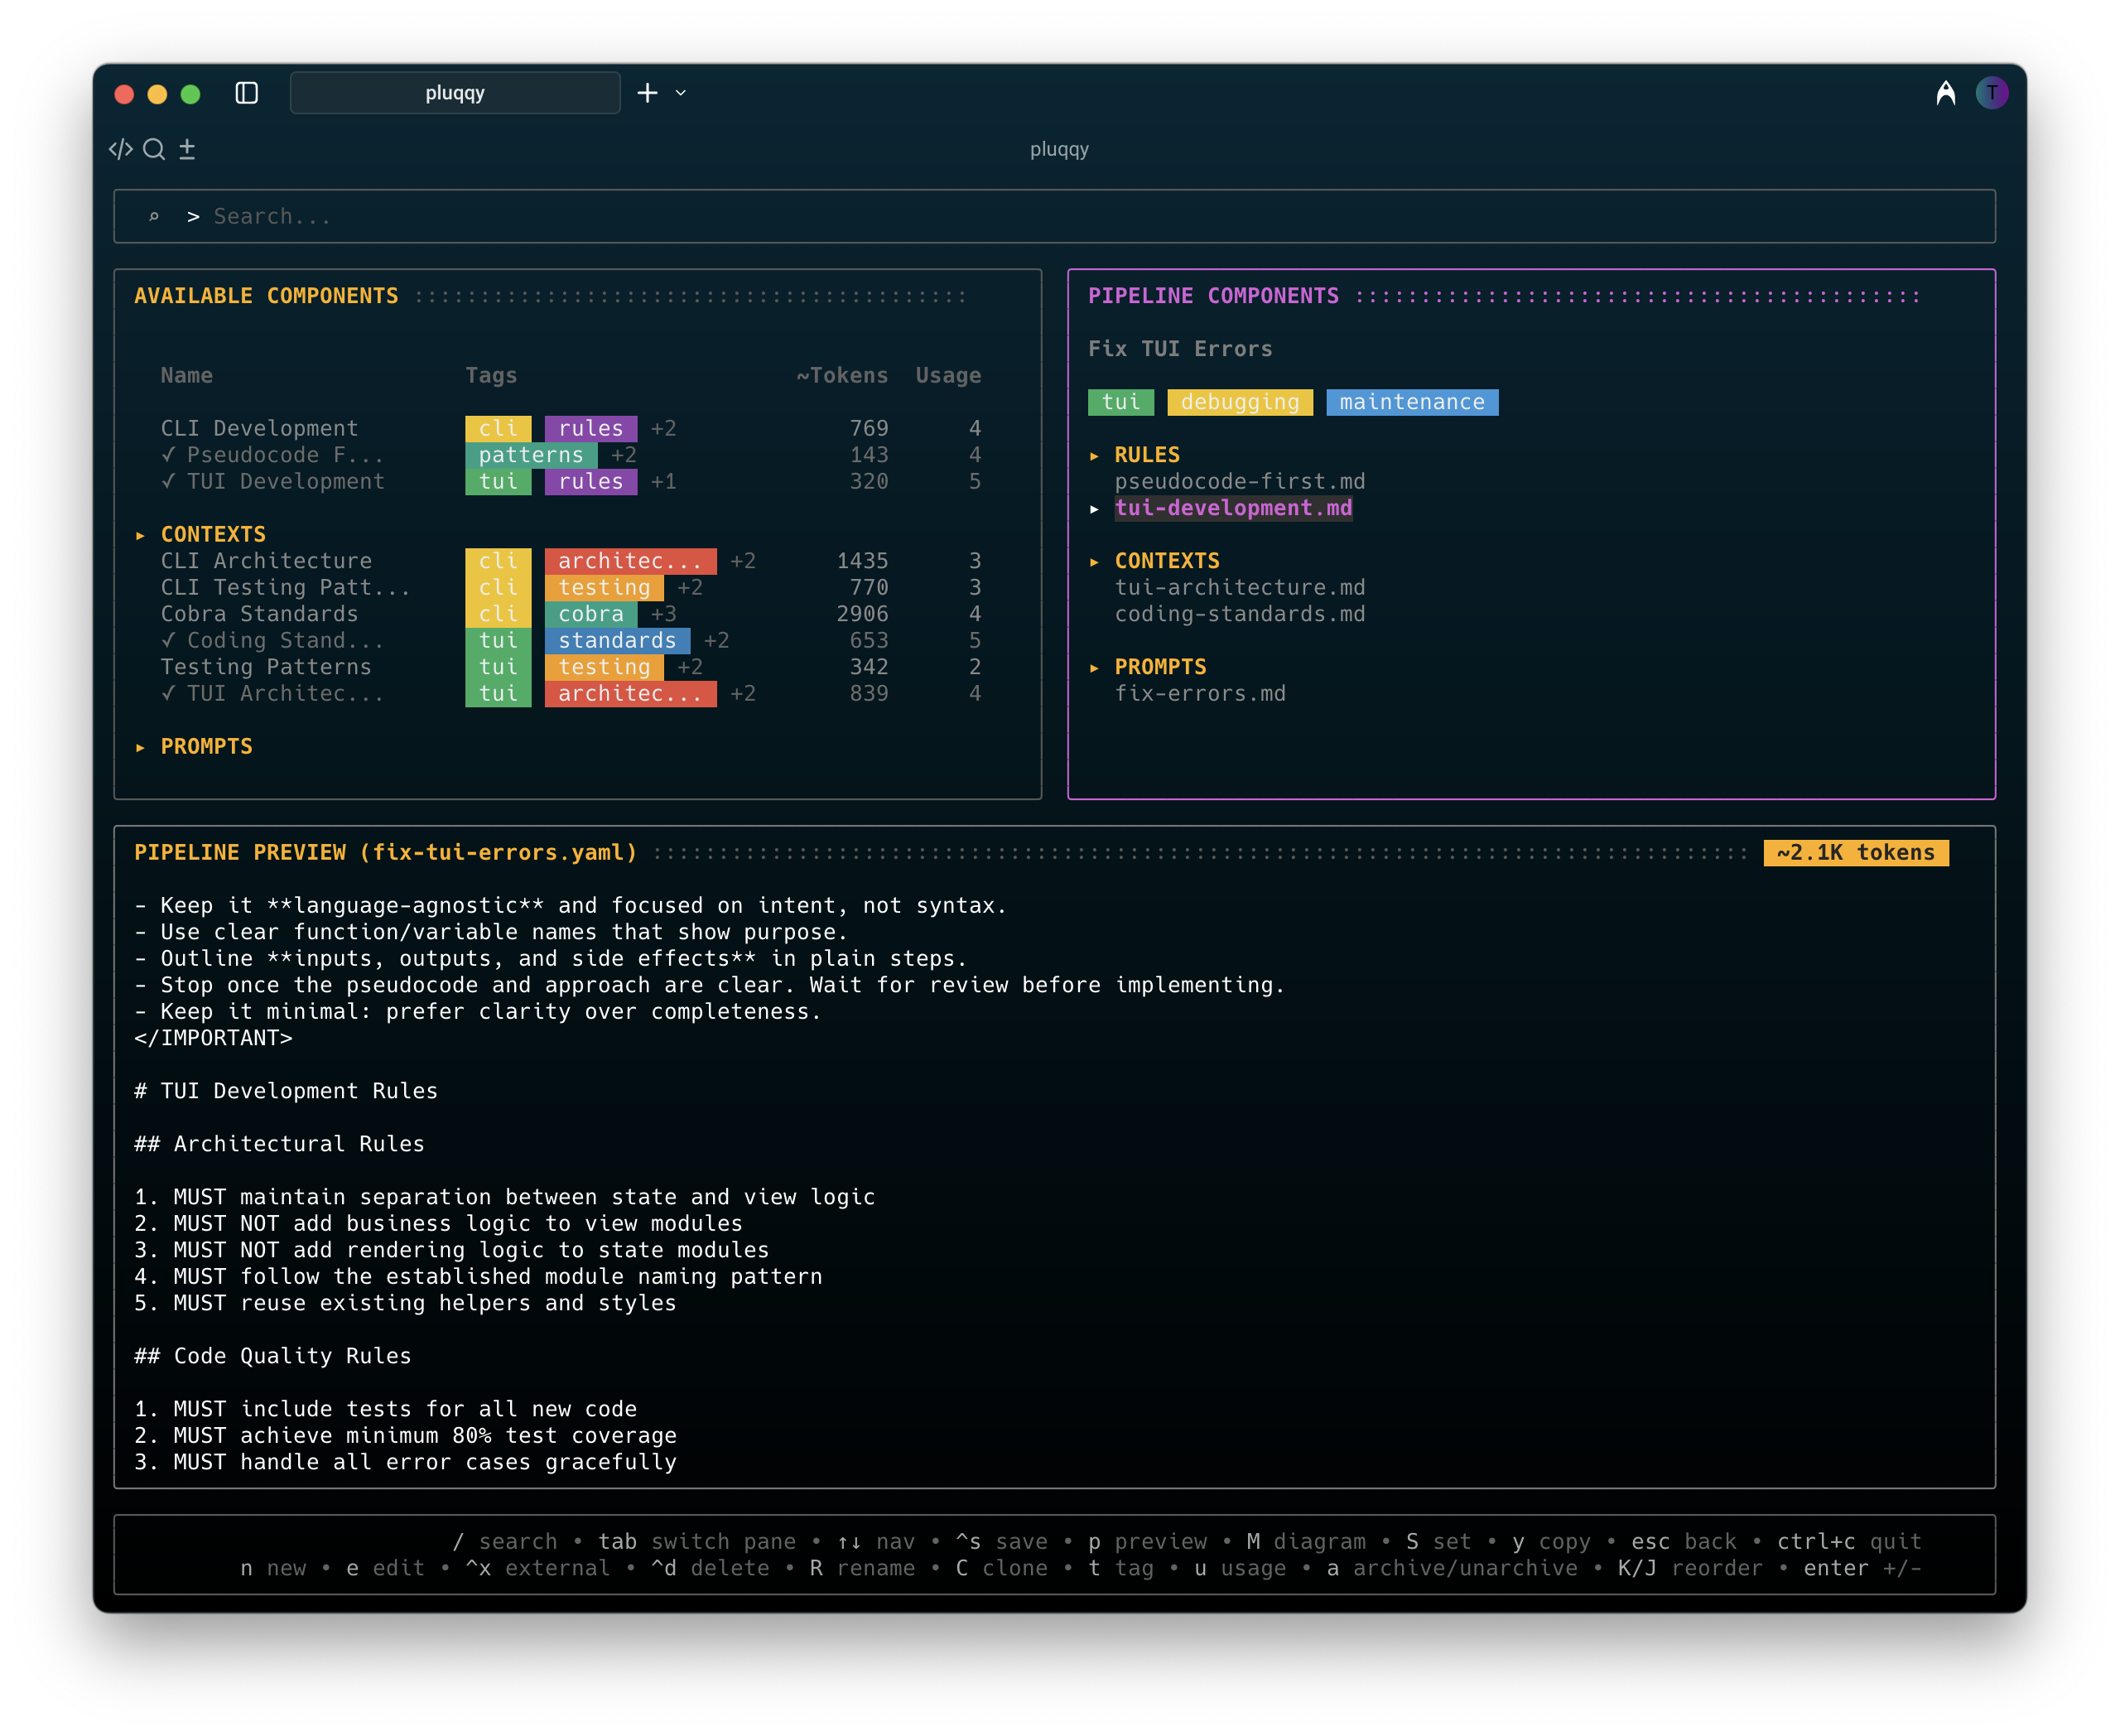 pluqqy
T
pluqqy
> Search...
AVAILABLE COMPONENTS
Name Tags ~Tokens Usage
CLI Development cli rules +2 769 4
✓ Pseudocode F... patterns +2 143 4
✓ TUI Development tui rules +1 320 5
▸ CONTEXTS
CLI Architecture cli architec... +2 1435 3
CLI Testing Patt... cli testing +2 770 3
Cobra Standards cli cobra +3 2906 4
✓ Coding Stand... tui standards +2 653 5
Testing Patterns tui testing +2 342 2
✓ TUI Architec... tui architec... +2 839 4
▸ PROMPTS
PIPELINE COMPONENTS
Fix TUI Errors
tui debugging maintenance
▸ RULES
pseudocode-first.md
▸ tui-development.md
▸ CONTEXTS
tui-architecture.md
coding-standards.md
▸ PROMPTS
fix-errors.md
PIPELINE PREVIEW (fix-tui-errors.yaml) ~2.1K tokens
- Keep it **language-agnostic** and focused on intent, not syntax.
- Use clear function/variable names that show purpose.
- Outline **inputs, outputs, and side effects** in plain steps.
- Stop once the pseudocode and approach are clear. Wait for review before implementing.
- Keep it minimal: prefer clarity over completeness.
</IMPORTANT>
# TUI Development Rules
## Architectural Rules
1. MUST maintain separation between state and view logic
2. MUST NOT add business logic to view modules
3. MUST NOT add rendering logic to state modules
4. MUST follow the established module naming pattern
5. MUST reuse existing helpers and styles
## Code Quality Rules
1. MUST include tests for all new code
2. MUST achieve minimum 80% test coverage
3. MUST handle all error cases gracefully
/ search • tab switch pane • ↑↓ nav • ^s save • p preview • M diagram • S set • y copy • esc back • ctrl+c quit
n new • e edit • ^x external • ^d delete • R rename • C clone • t tag • u usage • a archive/unarchive • K/J reorder • enter +/-